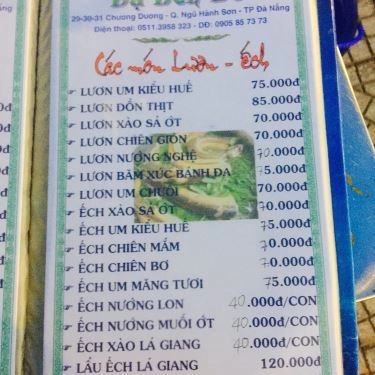 29-30-31 Chương Dương - Q. Ngũ Hành Sơn - TP Đà Nẵng
Điện thoại: 0511.3958 323 - DĐ: 0905 85 73 73
Các món Lươn - Ếch
LƯƠN UM KIỂU HUẾ 75.000đ
LƯƠN DỒN THỊT 85.000đ
LƯƠN XÀO SẢ ỚT 70.000đ
LƯƠN CHIÊN GIÒN 70.000đ
LƯƠN NƯỚNG NGHỆ 70.000đ
LƯƠN BẰM XÚC BÁNH ĐA 75.000đ
LƯƠN UM CHUỐI 70.000đ
ẾCH XÀO SẢ ỚT 70.000đ
ẾCH UM KIỂU HUẾ 75.000đ
ẾCH CHIÊN MẮM 70.000đ
ẾCH CHIÊN BƠ 70.000đ
ẾCH UM MĂNG TƯƠI 75.000đ
ẾCH NƯỚNG LON 40.000đ/CON
ẾCH NƯỚNG MUỐI ỚT 40.000đ/CON
ẾCH XÀO LÁ GIANG 40.000đ/CON
LẨU ẾCH LÁ GIANG 120.000đ